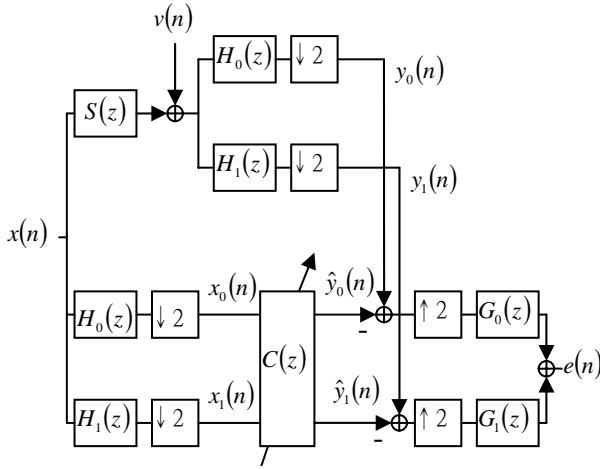 v(n)
H₀(z) ↓ 2
y₀(n)
S(z)
H₁(z) ↓ 2
y₁(n)
x(n)
x₀(n)
ŷ₀(n)
H₀(z) ↓ 2
- ↑ 2 G₀(z)
C(z)
e(n)
x₁(n)
ŷ₁(n)
H₁(z) ↓ 2
- ↑ 2 G₁(z)